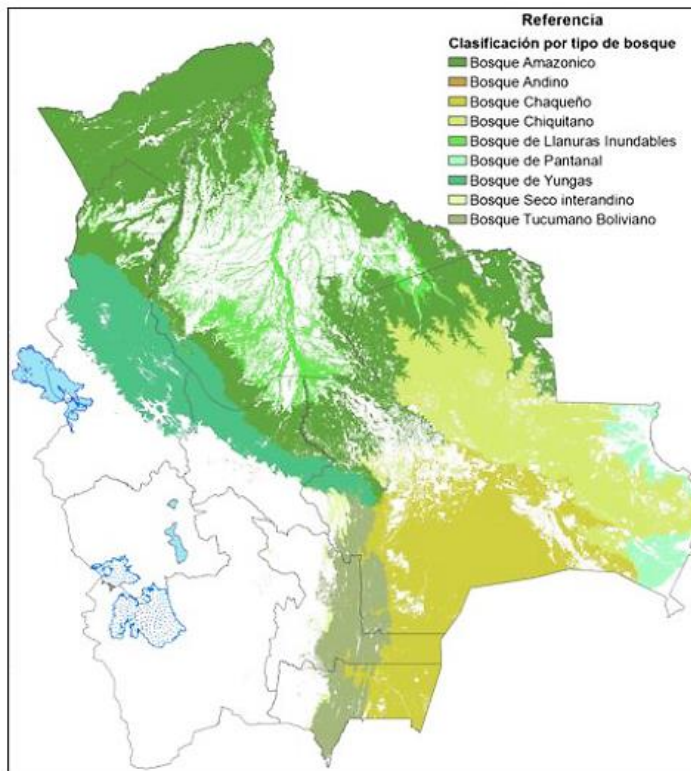 Referencia
Clasificación por tipo de bosque
Bosque Amazonico
Bosque Andino
Bosque Chaqueño
Bosque Chiquitano
Bosque de Llanuras Inundables
Bosque de Pantanal
Bosque de Yungas
Bosque Seco interandino
Bosque Tucumano Boliviano